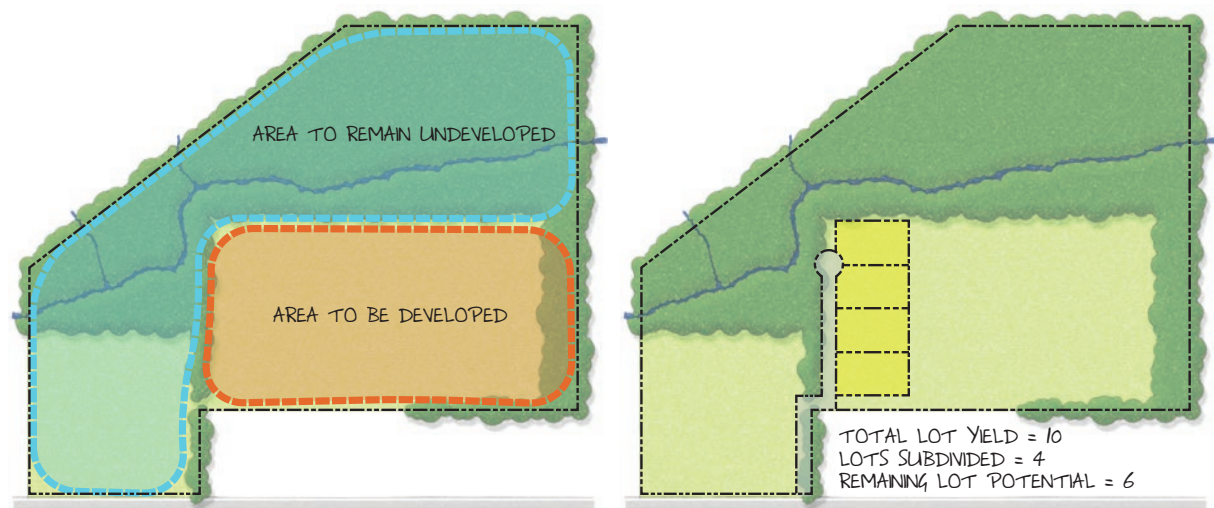 AREA TO REMAIN UNDEVELOPED
AREA TO BE DEVELOPED
TOTAL LOT YIELD = 10
LOTS SUBDIVIDED = 4
REMAINING LOT POTENTIAL = 6